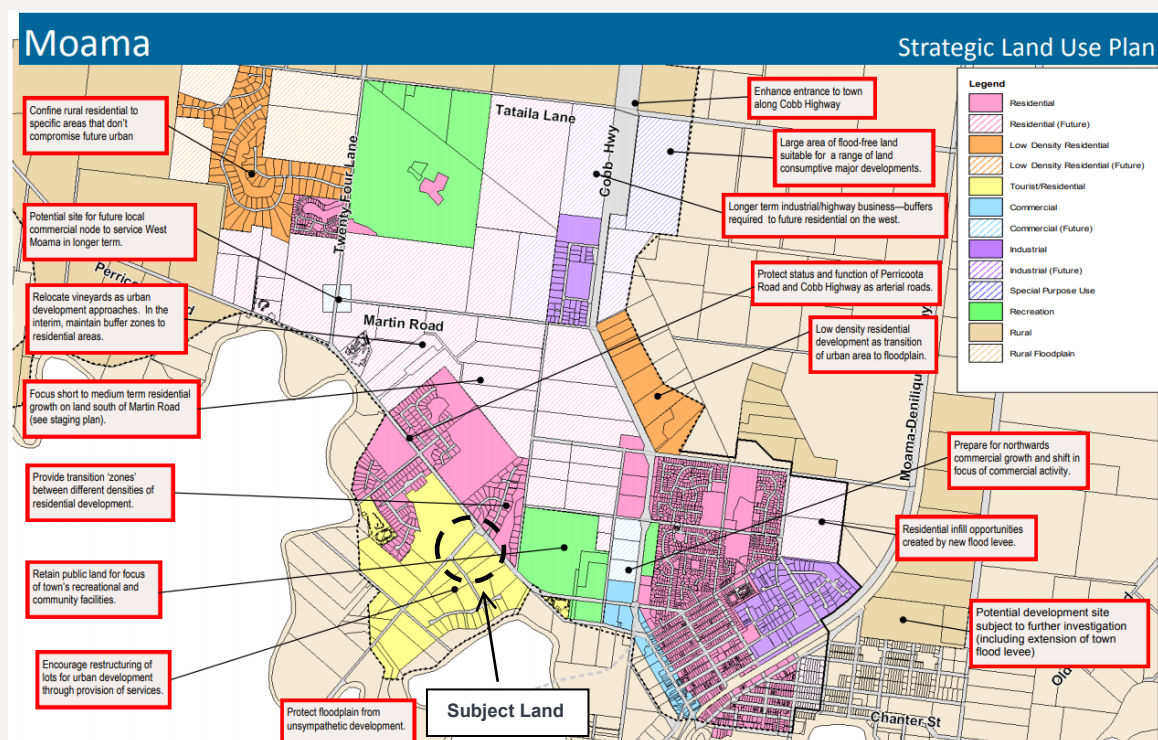 Moama
Strategic Land Use Plan
Confine rural residential to
specific areas that don't
compromise future urban
Potential site for future local
commercial node to service West
Moama in longer term.
Relocate vineyards as urban
development approaches. In the
interim, maintain buffer zones to
residential areas.
Focus short to medium term residential
growth on land south of Martin Road
(see staging plan).
Provide transition 'zones'
between different densities of
residential development.
Retain public land for focus
of town's recreational and
community facilities.
Encourage restructuring of
lots for urban development
through provision of services.
Protect floodplain from
unsympathetic development.
Subject Land
Tataila Lane
Twenty Four Lane
Cobb Hwy
Martin Road
Enhance entrance to town
along Cobb Highway
Large area of flood-free land
suitable for a range of land
consumptive major developments.
Longer term industrial/highway business—buffers
required to future residential on the west.
Protect status and function of Perricoota
Road and Cobb Highway as arterial roads.
Low density residential
development as transition
of urban area to floodplain.
Prepare for northwards
commercial growth and shift in
focus of commercial activity.
Residential infill opportunities
created by new flood levee.
Potential development site
subject to further investigation
(including extension of town
flood levee)
Chanter St
Old
Legend
Residential
Residential (Future)
Low Density Residential
Low Density Residential (Future)
Tourist/Residential
Commercial
Commercial (Future)
Industrial
Industrial (Future)
Special Purpose Use
Recreation
Rural
Rural Floodplain